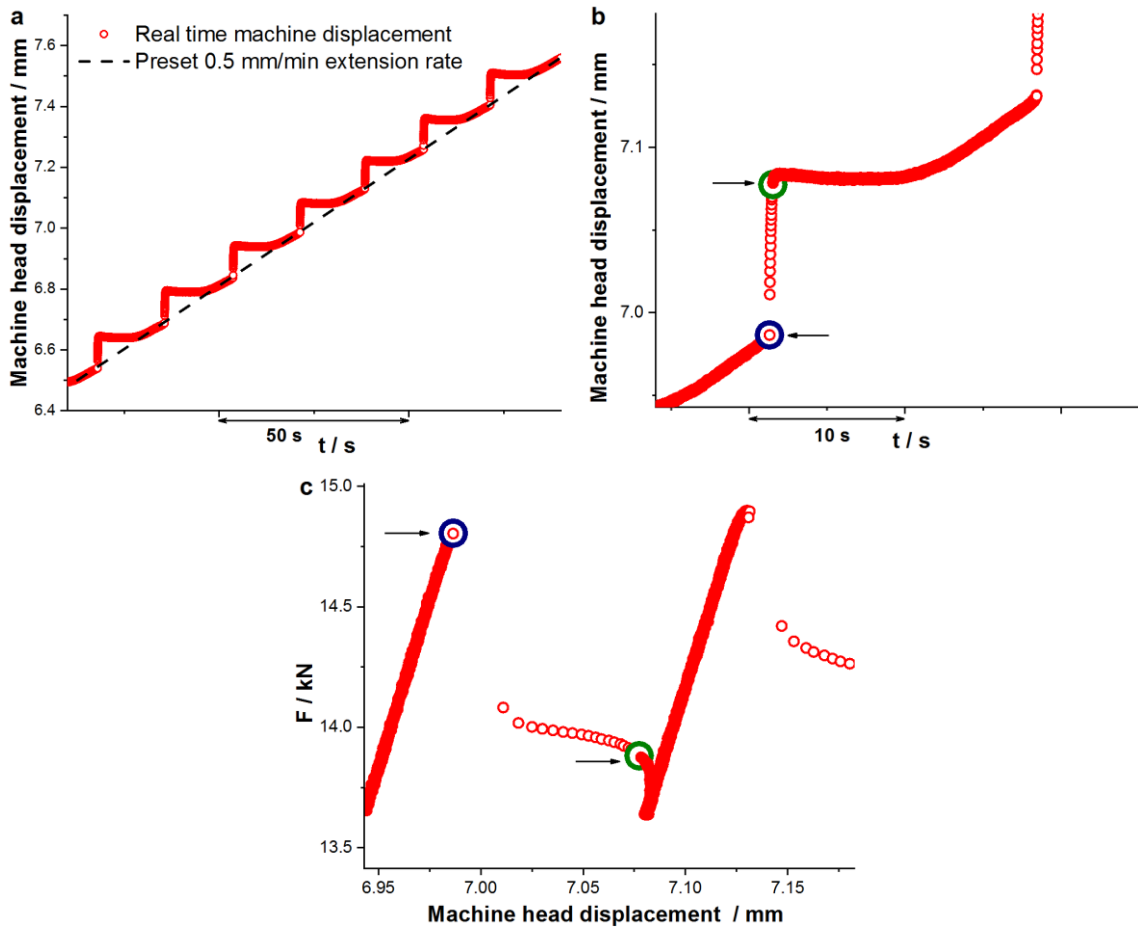 a
Real time machine displacement
Preset 0.5 mm/min extension rate
Machine head displacement / mm
7.6
7.4
7.2
7.0
6.8
6.6
6.4
50 s
t / s
b
Machine head displacement / mm
7.1
7.0
10 s
t / s
c
F / kN
15.0
14.5
14.0
13.5
6.95 7.00 7.05 7.10 7.15
Machine head displacement / mm